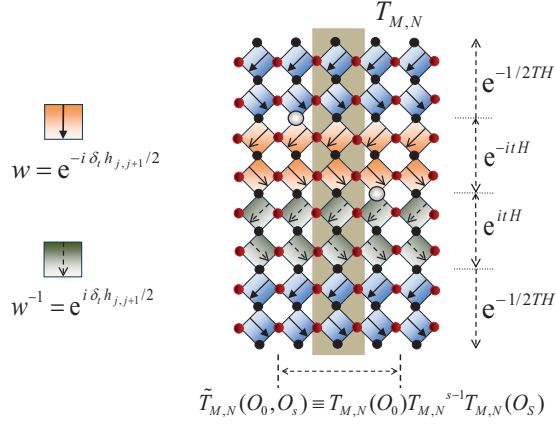 T_{M,N}
e^{-1/2TH}
w = e^{-i δ_t h_{j,j+1}/2}
e^{-itH}
w^{-1} = e^{i δ_t h_{j,j+1}/2}
e^{itH}
e^{-1/2TH}
\tilde{T}_{M,N}(O_0,O_s) ≡ T_{M,N}(O_0)T_{M,N}^{s-1}T_{M,N}(O_S)